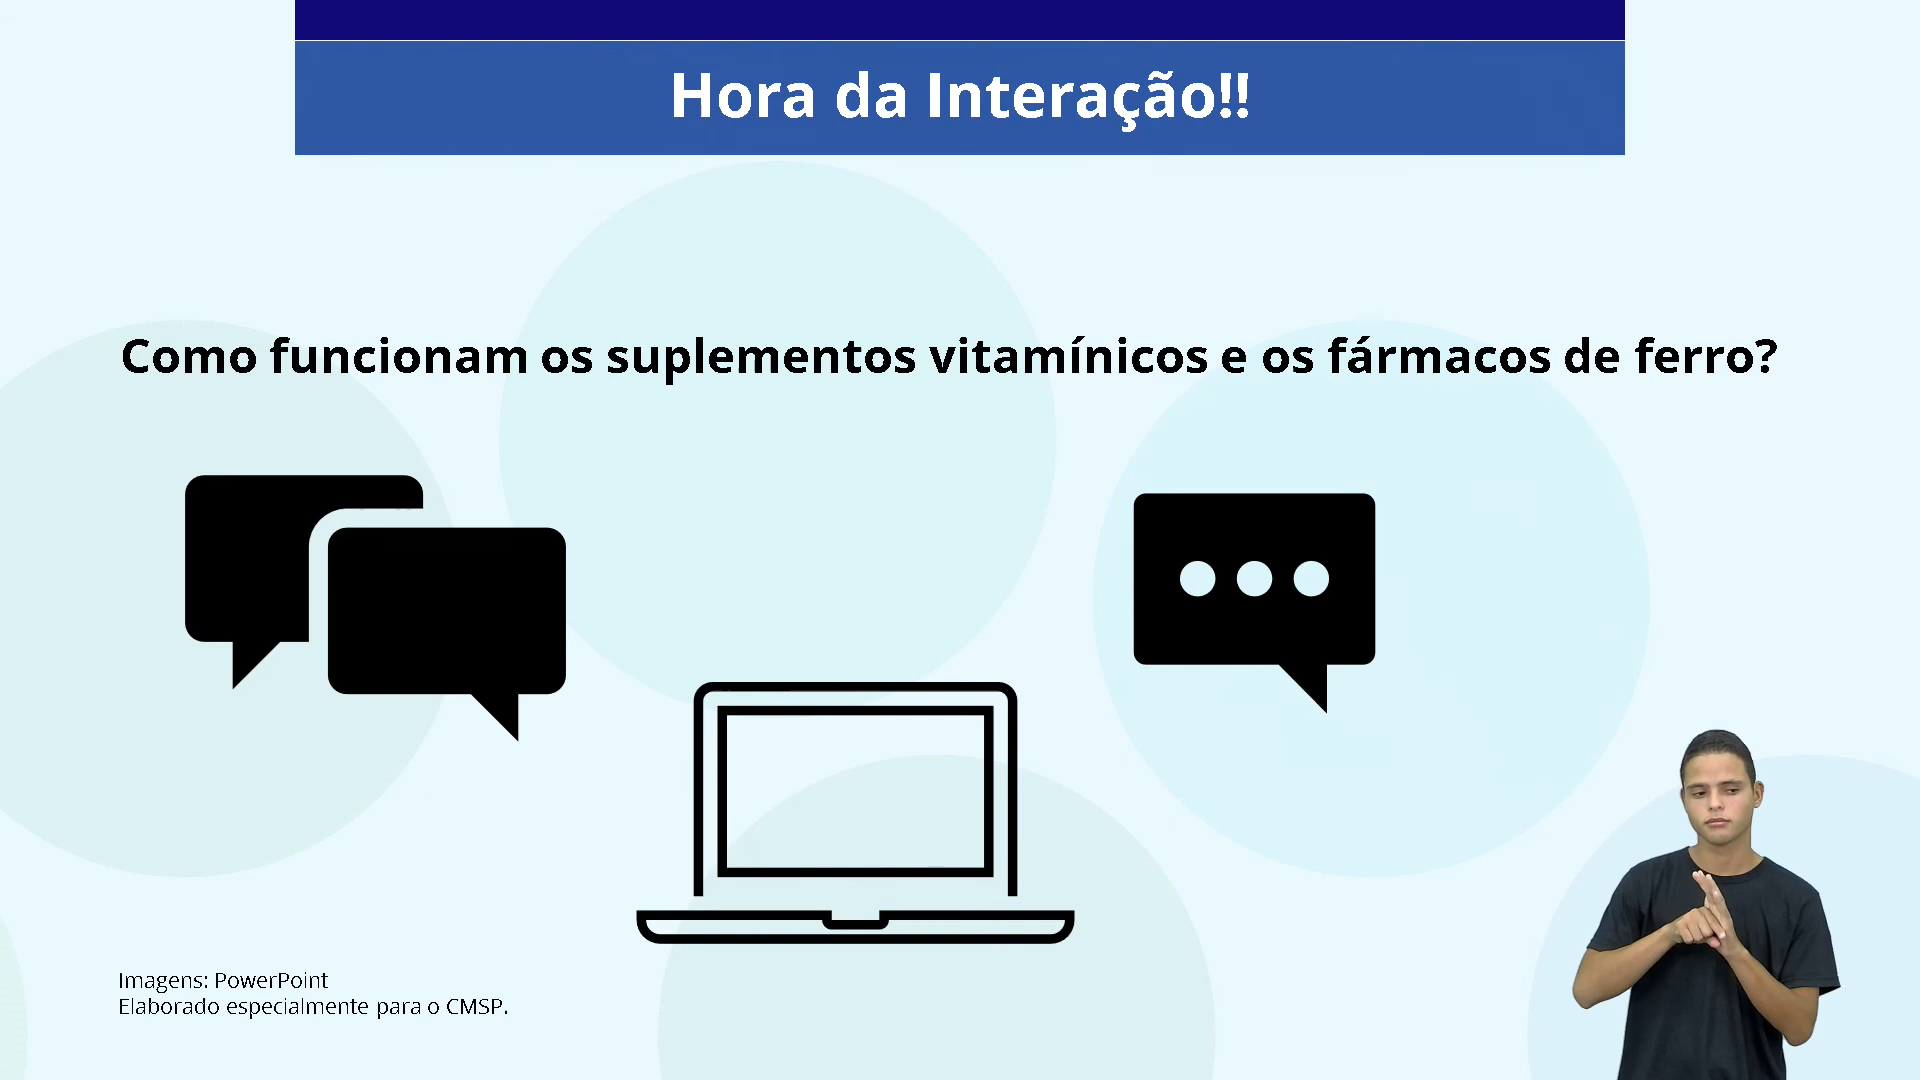 Hora da Interação!!
Como funcionam os suplementos vitamínicos e os fármacos de ferro?
Imagens: PowerPoint
Elaborado especialmente para o CMSP.